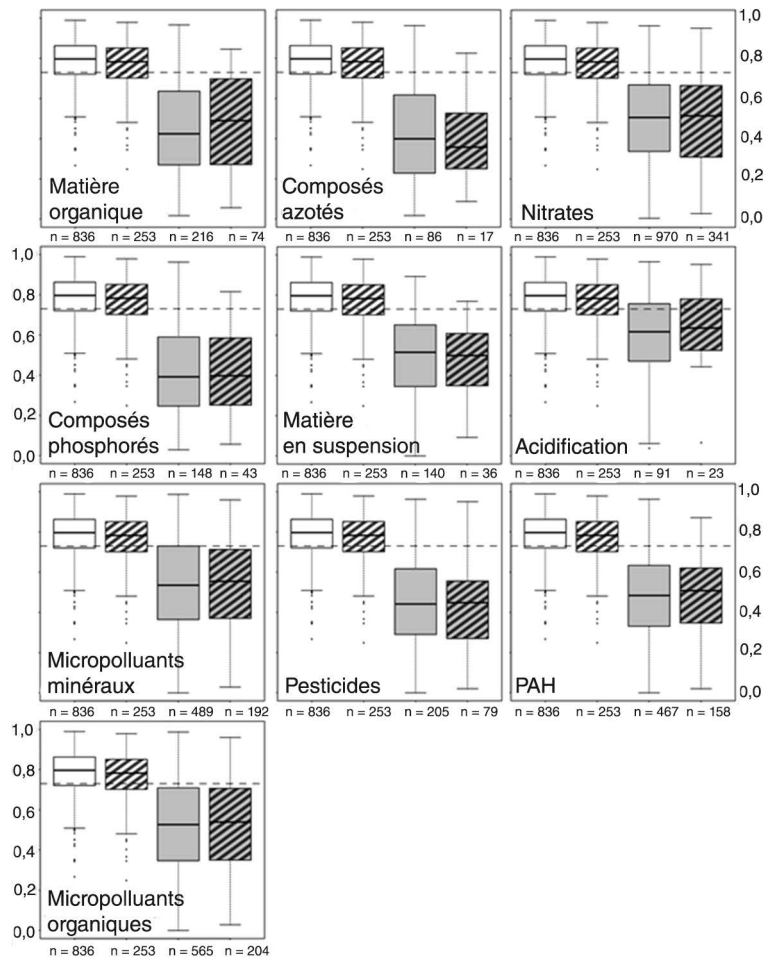 1,0
0,8
0,6
0,4
0,2
0,0
Matière
organique
Composés
azotés
Nitrates
n = 836 n = 253 n = 216 n = 74
n = 836 n = 253 n = 86 n = 17
n = 836 n = 253 n = 970 n = 341
1,0
0,8
0,6
0,4
0,2
0,0
Composés
phosphorés
Matière
en suspension
Acidification
n = 836 n = 253 n = 148 n = 43
n = 836 n = 253 n = 140 n = 36
n = 836 n = 253 n = 91 n = 23
1,0
0,8
0,6
0,4
0,2
0,0
Micropolluants
minéraux
Pesticides
PAH
n = 836 n = 253 n = 489 n = 192
n = 836 n = 253 n = 205 n = 79
n = 836 n = 253 n = 467 n = 158
1,0
0,8
0,6
0,4
0,2
0,0
Micropolluants
organiques
n = 836 n = 253 n = 565 n = 204